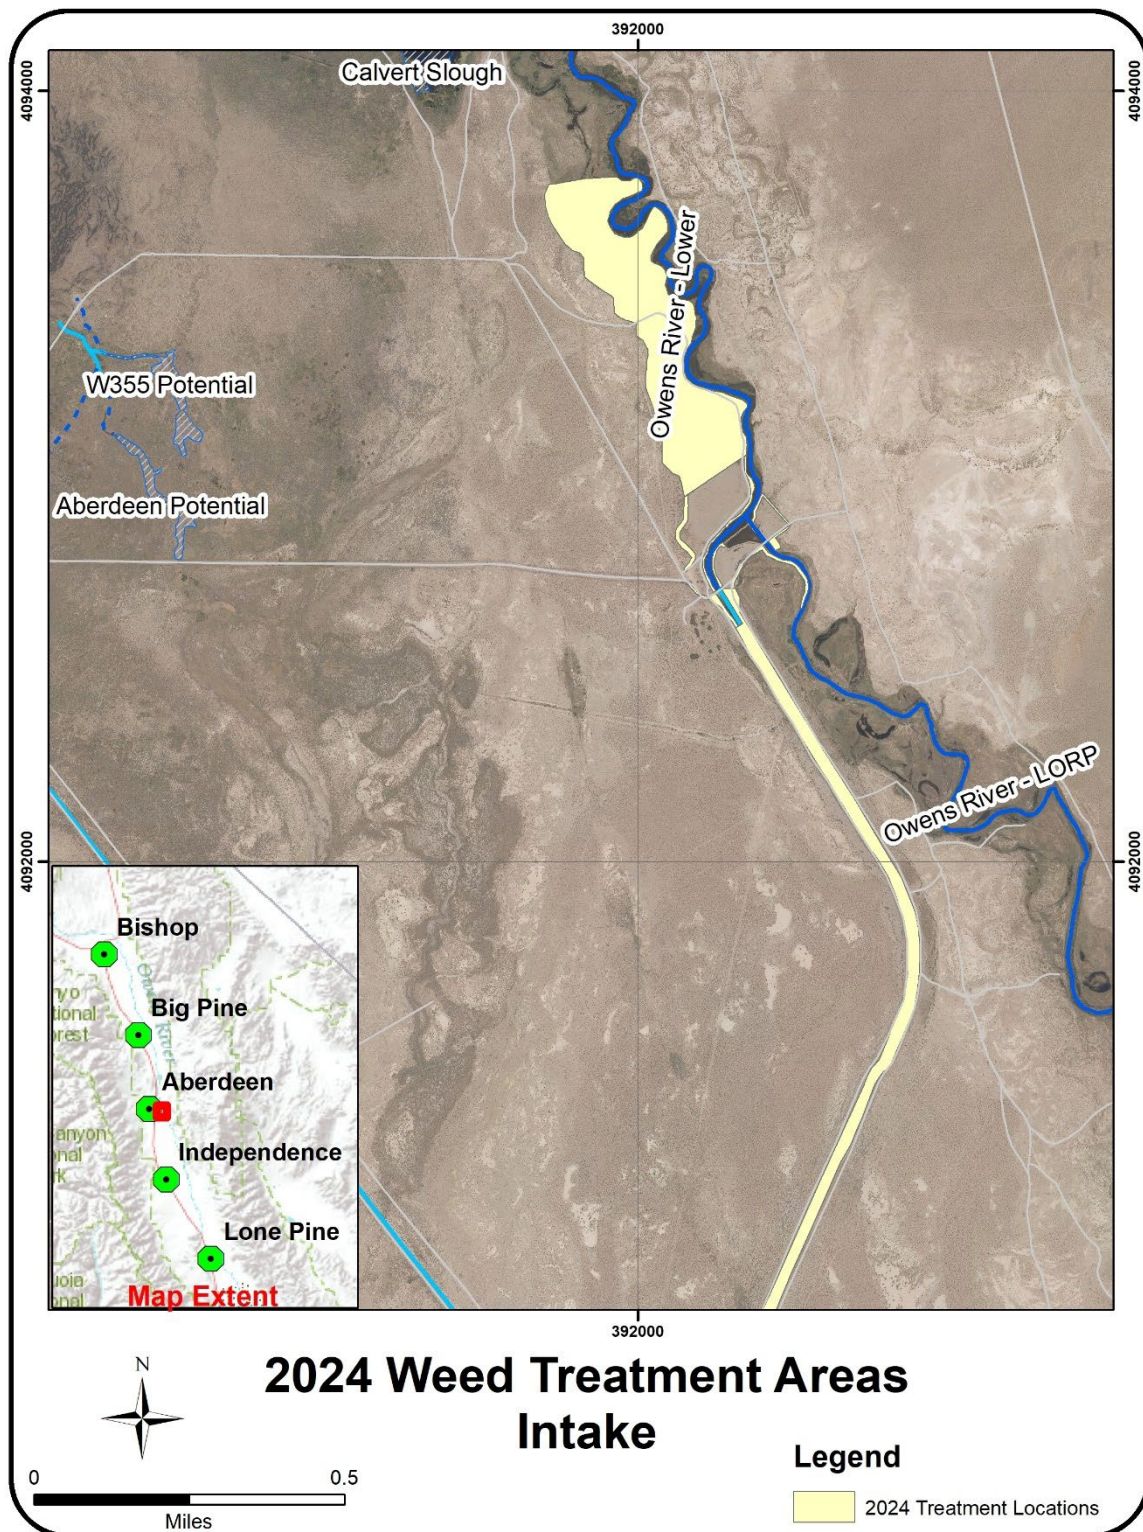 392000
4094000
4094000
Calvert Slough
Owens River - Lower
W355 Potential
Aberdeen Potential
Owens River - LORP
4092000
4092000
Bishop
Big Pine
Aberdeen
Independence
Lone Pine
River
Map Extent
392000
2024 Weed Treatment Areas
Intake
N
0 0.5
Miles
Legend
2024 Treatment Locations